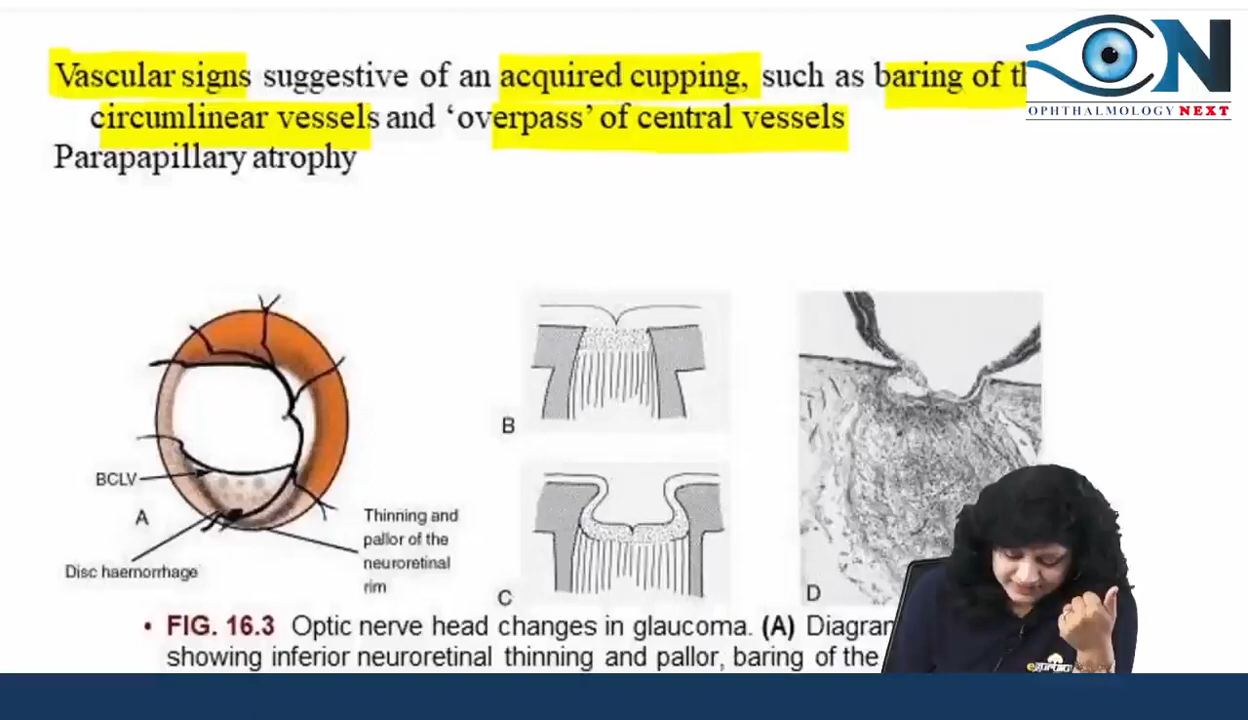 Vascular signs suggestive of an acquired cupping, such as baring of
circumlinear vessels and ‘overpass’ of central vessels
Parapapillary atrophy
ON
OPHTHALMOLOGY NEXT
BCLV
A
Disc haemorrhage
Thinning and
pallor of the
neuroretinal
rim
B
C
D
• FIG. 16.3 Optic nerve head changes in glaucoma. (A)
showing inferior neuroretinal thinning and pallor, baring of the